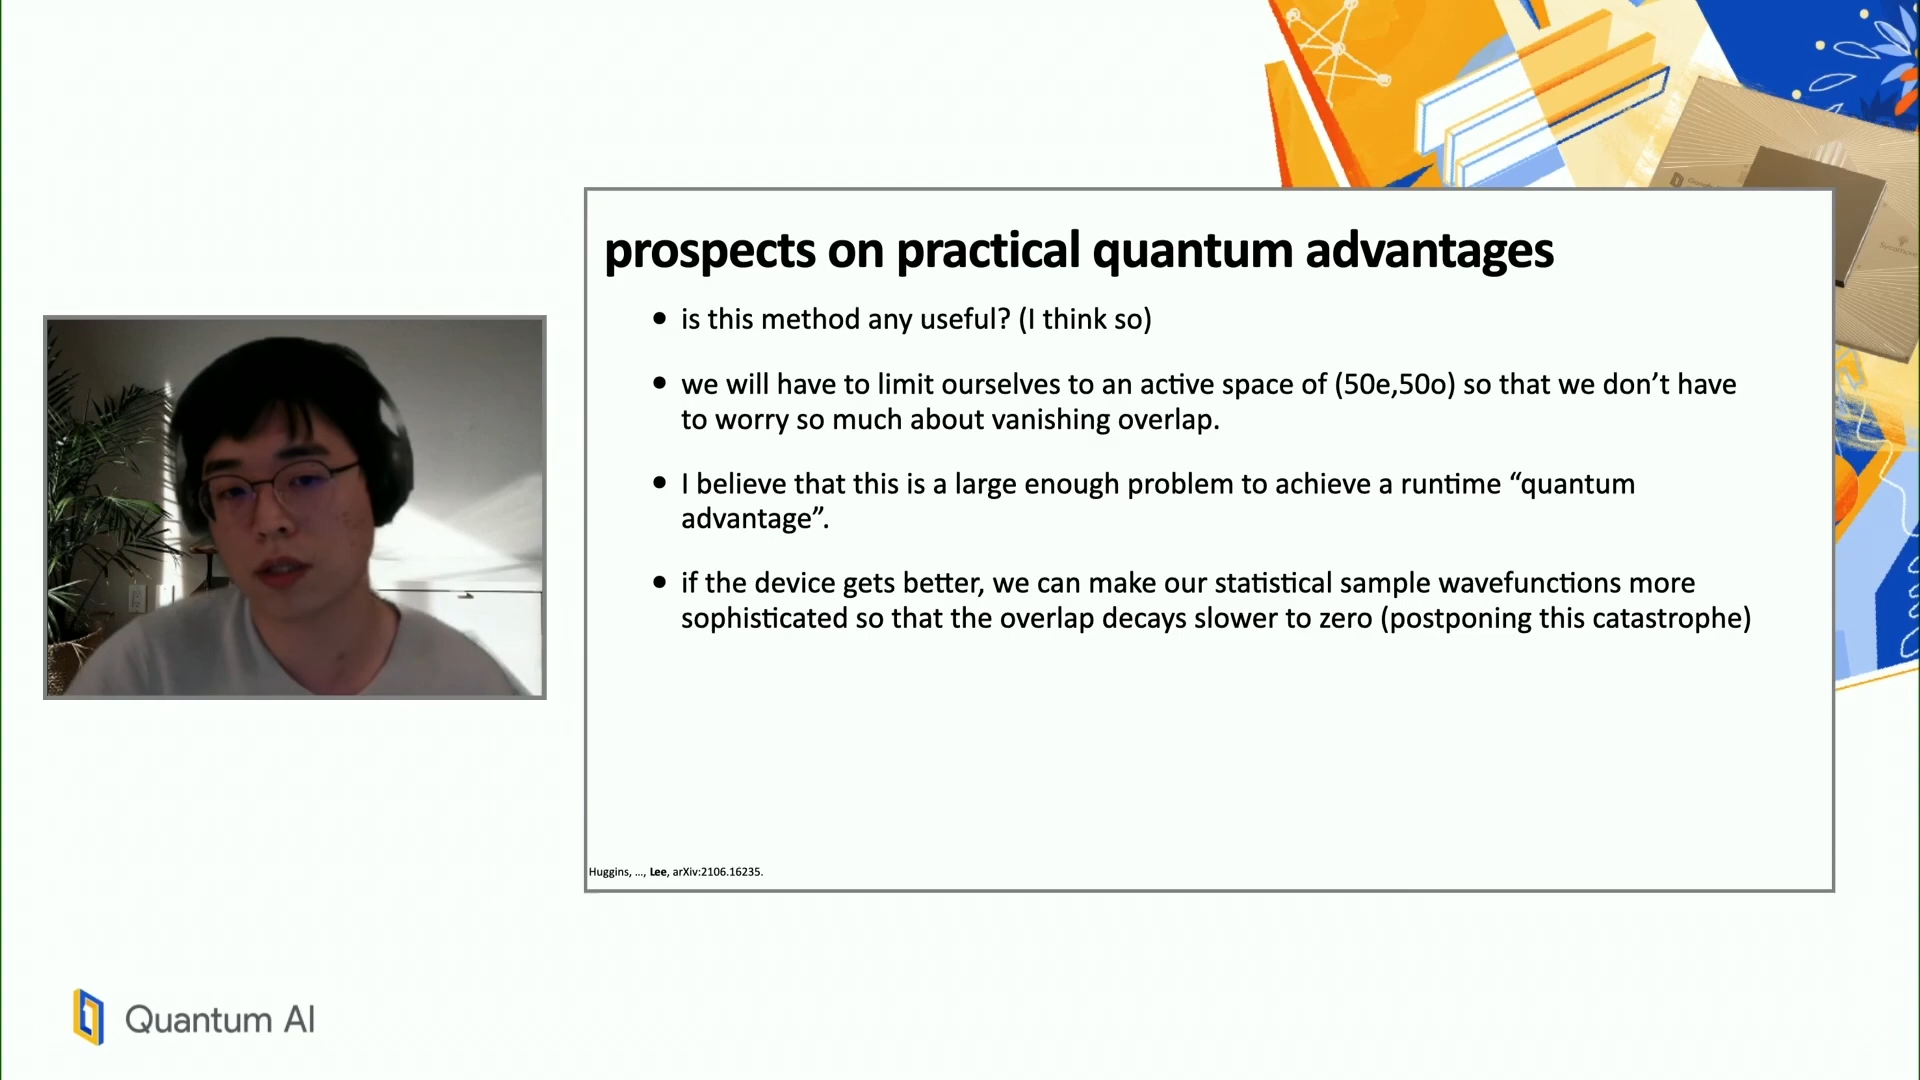 prospects on practical quantum advantages
• is this method any useful? (I think so)
• we will have to limit ourselves to an active space of (50e,50o) so that we don’t have
to worry so much about vanishing overlap.
• I believe that this is a large enough problem to achieve a runtime “quantum
advantage”.
• if the device gets better, we can make our statistical sample wavefunctions more
sophisticated so that the overlap decays slower to zero (postponing this catastrophe)
Huggins, ..., Lee, arXiv:2106.16235.
Quantum AI